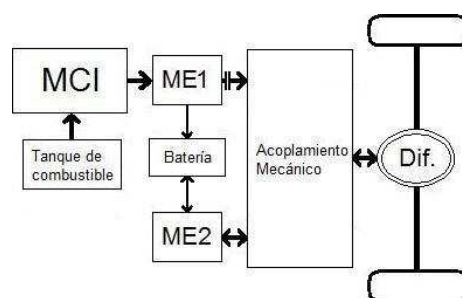 MCI
ME1
Tanque de
combustible
Batería
ME2
Acoplamiento
Mecánico
Dif.